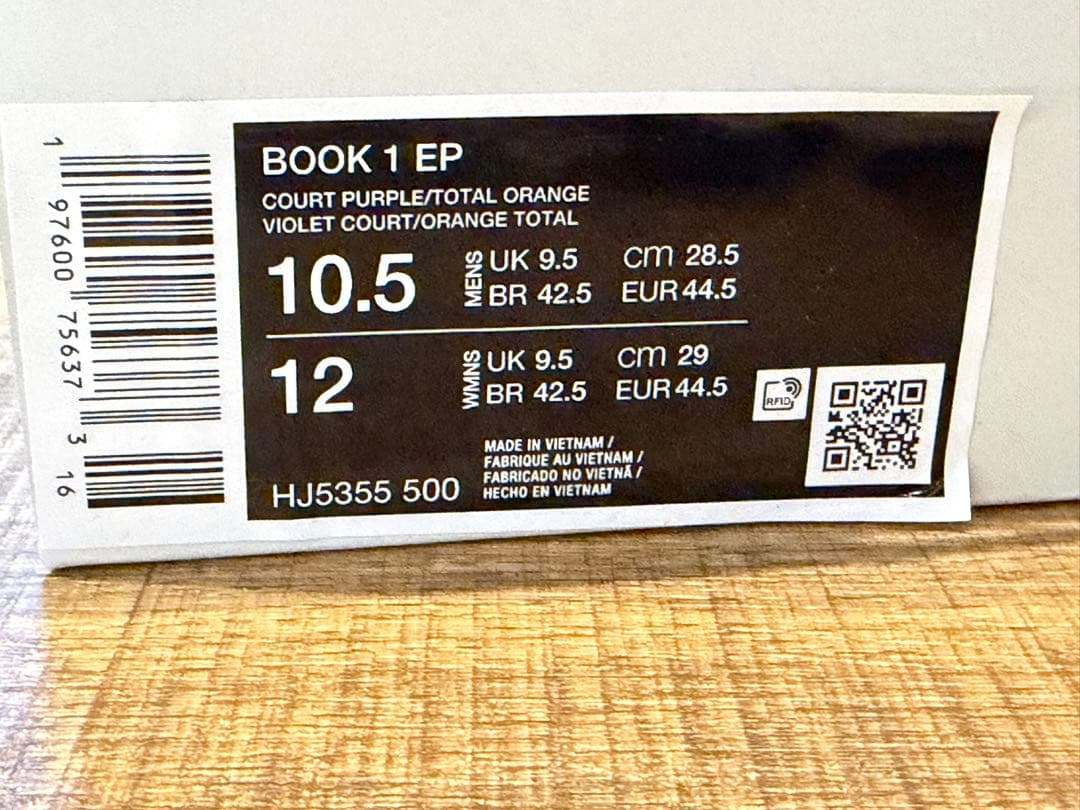 BOOK 1 EP
COURT PURPLE/TOTAL ORANGE
VIOLET COURT/ORANGE TOTAL
10.5 MENS UK 9.5 cm 28.5
BR 42.5 EUR 44.5
12 WMNS UK 9.5 cm 29
BR 42.5 EUR 44.5
RFID
MADE IN VIETNAM /
FABRIQUE AU VIETNAM /
FABRICADO NO VIETNÃ /
HECHO EN VIETNAM
HJ5355 500
1 97600 75637 3 16